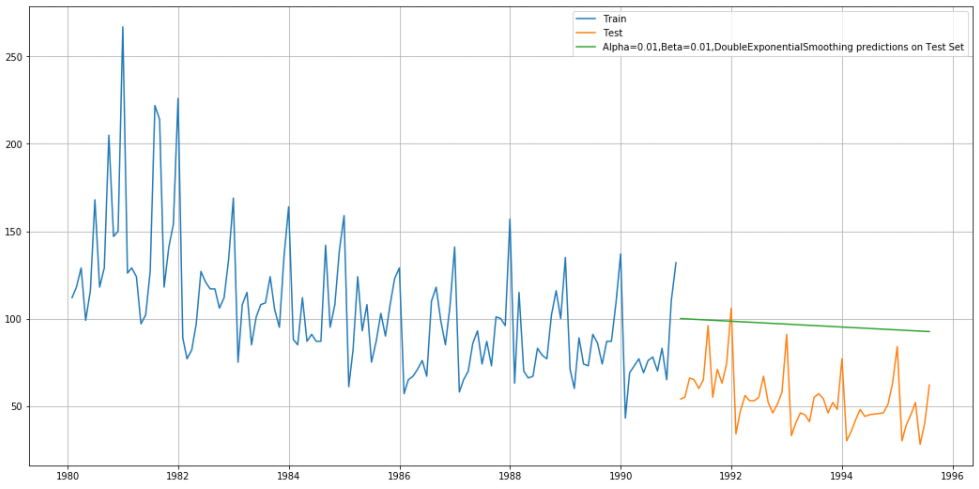 Train
Test
Alpha=0.01,Beta=0.01,DoubleExponentialSmoothing predictions on Test Set
250
200
150
100
50
1980 1982 1984 1986 1988 1990 1992 1994 1996